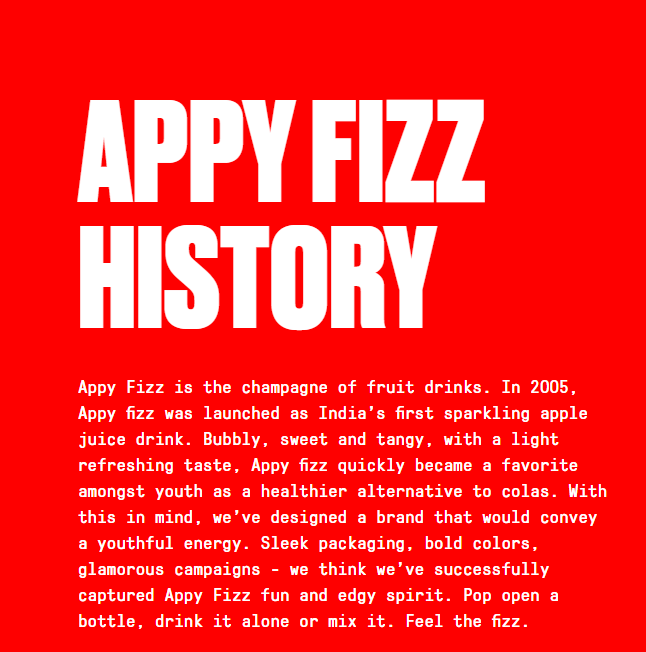 APPY FIZZ
HISTORY
Appy Fizz is the champagne of fruit drinks. In 2005,
Appy fizz was launched as India’s first sparkling apple
juice drink. Bubbly, sweet and tangy, with a light
refreshing taste, Appy fizz quickly became a favorite
amongst youth as a healthier alternative to colas. With
this in mind, we’ve designed a brand that would convey
a youthful energy. Sleek packaging, bold colors,
glamorous campaigns - we think we’ve successfully
captured Appy Fizz fun and edgy spirit. Pop open a
bottle, drink it alone or mix it. Feel the fizz.